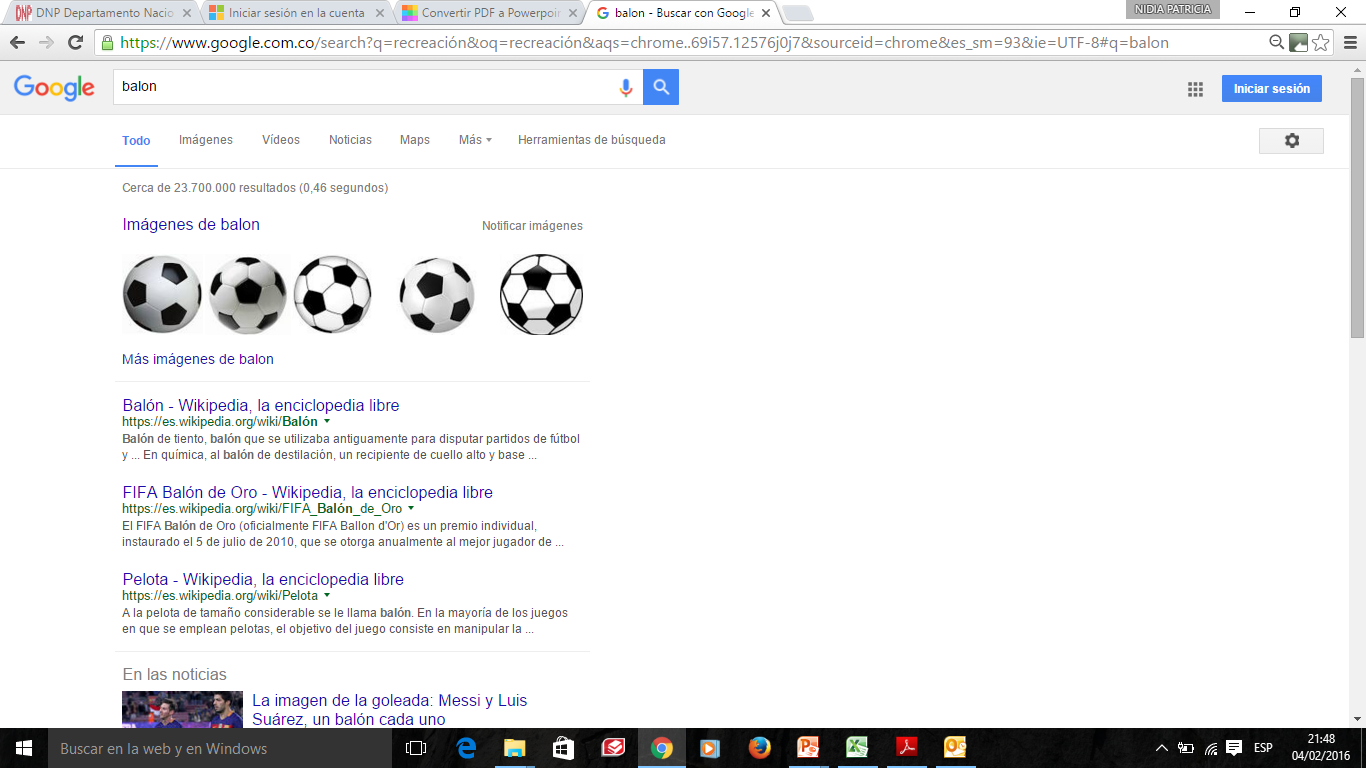 DNP Departamento Nacio
Iniciar sesión en la cuenta
Convertir PDF a Powerpoin
balon - Buscar con Google
NIDIA PATRICIA
https://www.google.com.co/search?q=recreación&oq=recreación&aqs=chrome..69i57.12576j0j7&sourceid=chrome&es_sm=93&ie=UTF-8#q=balon
Google
balon
Iniciar sesión
Todo
Imágenes
Vídeos
Noticias
Maps
Más
Herramientas de búsqueda
Cerca de 23.700.000 resultados (0,46 segundos)
Imágenes de balon
Notificar imágenes
Más imágenes de balon
Balón - Wikipedia, la enciclopedia libre
https://es.wikipedia.org/wiki/Balón
Balón de tiento, balón que se utilizaba antiguamente para disputar partidos de fútbol
y ... En química, al balón de destilación, un recipiente de cuello alto y base ...
FIFA Balón de Oro - Wikipedia, la enciclopedia libre
https://es.wikipedia.org/wiki/FIFA_Balón_de_Oro
El FIFA Balón de Oro (oficialmente FIFA Ballon d'Or) es un premio individual,
instaurado el 5 de julio de 2010, que se otorga anualmente al mejor jugador de ...
Pelota - Wikipedia, la enciclopedia libre
https://es.wikipedia.org/wiki/Pelota
A la pelota de tamaño considerable se le llama balón. En la mayoría de los juegos
en que se emplean pelotas, el objetivo del juego consiste en manipular la ...
En las noticias
La imagen de la goleada: Messi y Luis
Suárez, un balón cada uno
Buscar en la web y en Windows
ESP
21:48
04/02/2016